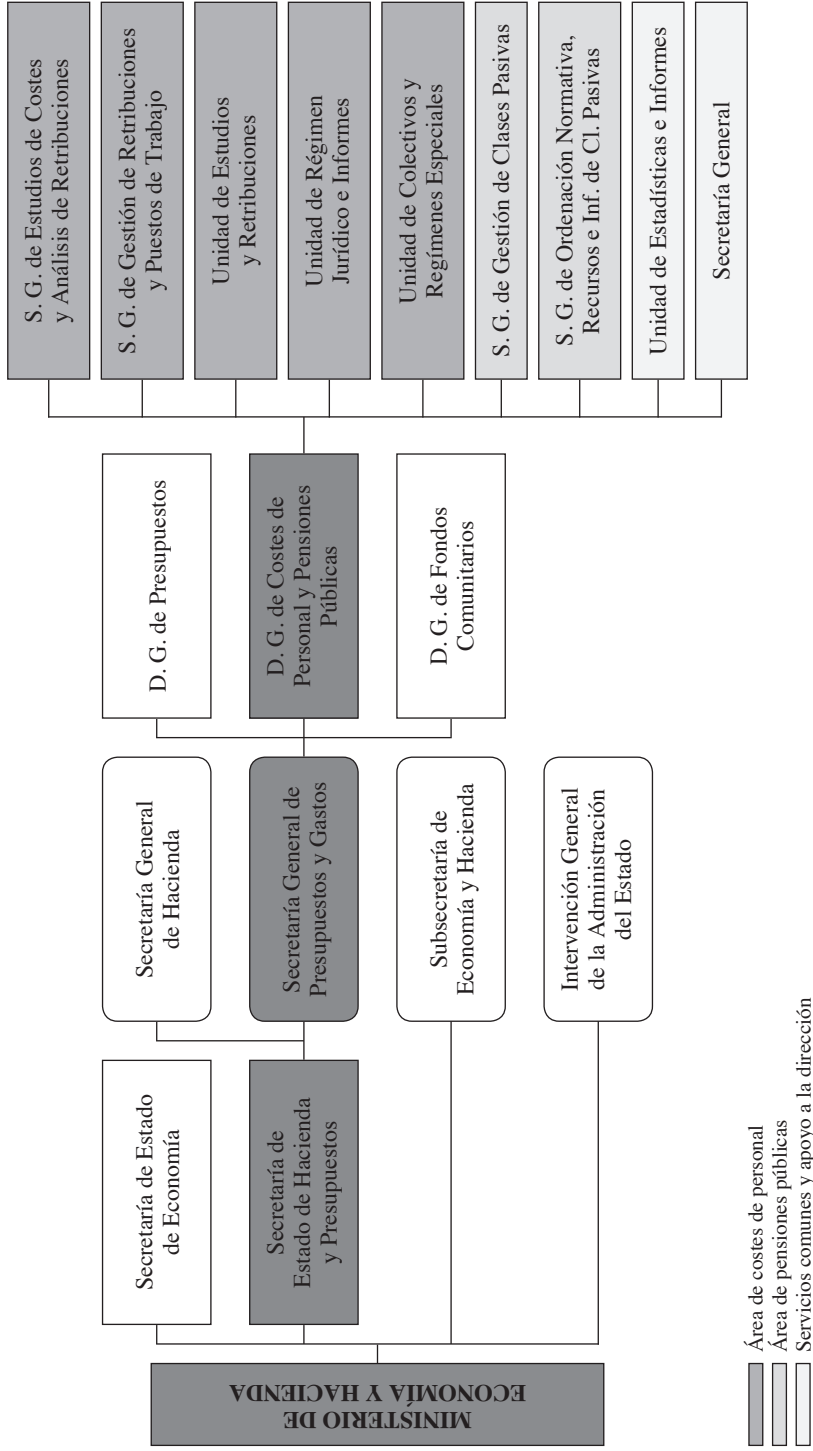 MINISTERIO DE
ECONOMÍA Y HACIENDA
Secretaría de Estado
de Economía
Secretaría de
Estado de Hacienda
y Presupuestos
Secretaría General
de Hacienda
Secretaría General de
Presupuestos y Gastos
Subsecretaría de
Economía y Hacienda
Intervención General
de la Administración
del Estado
D. G. de Presupuestos
D. G. de Costes de
Personal y Pensiones
Públicas
D. G. de Fondos
Comunitarios
S. G. de Estudios de Costes
y Análisis de Retribuciones
S. G. de Gestión de Retribuciones
y Puestos de Trabajo
Unidad de Estudios
y Retribuciones
Unidad de Régimen
Jurídico e Informes
Unidad de Colectivos y
Regímenes Especiales
S. G. de Gestión de Clases Pasivas
S. G. de Ordenación Normativa,
Recursos e Inf. de Cl. Pasivas
Unidad de Estadísticas e Informes
Secretaría General
Área de costes de personal
Área de pensiones públicas
Servicios comunes y apoyo a la dirección